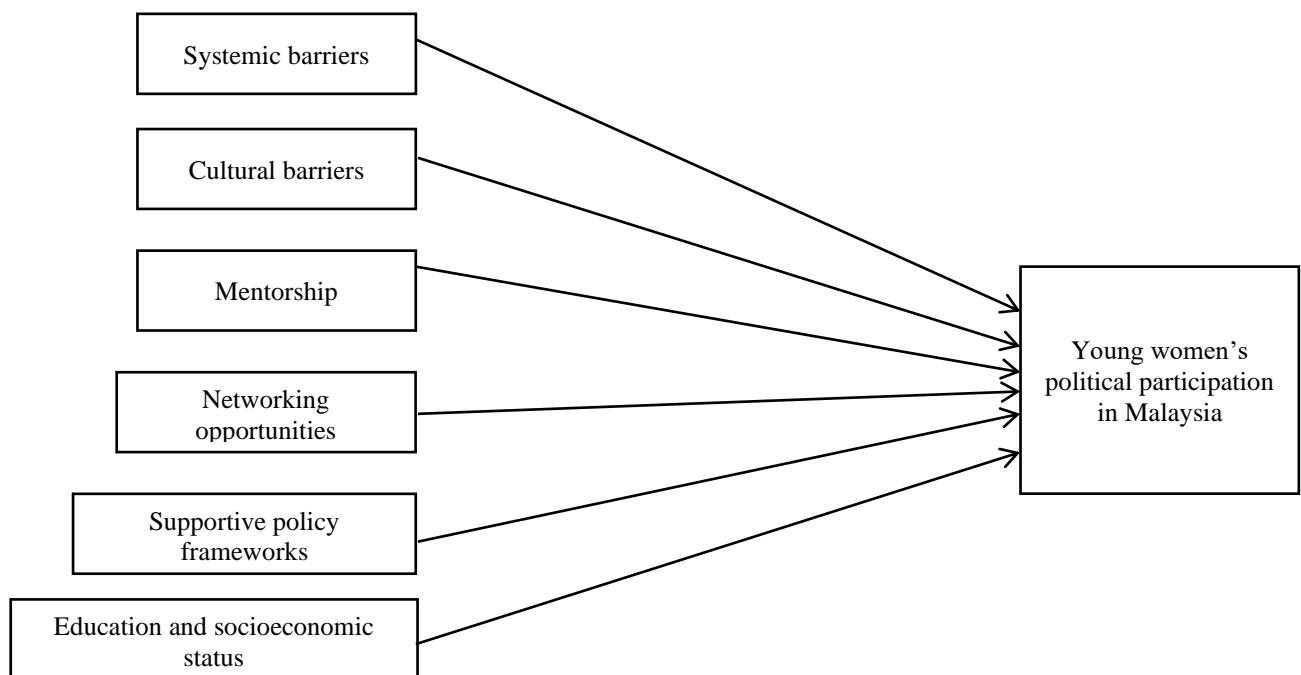 Systemic barriers
Cultural barriers
Mentorship
Networking
opportunities
Supportive policy
frameworks
Education and socioeconomic
status
Young women’s
political participation
in Malaysia